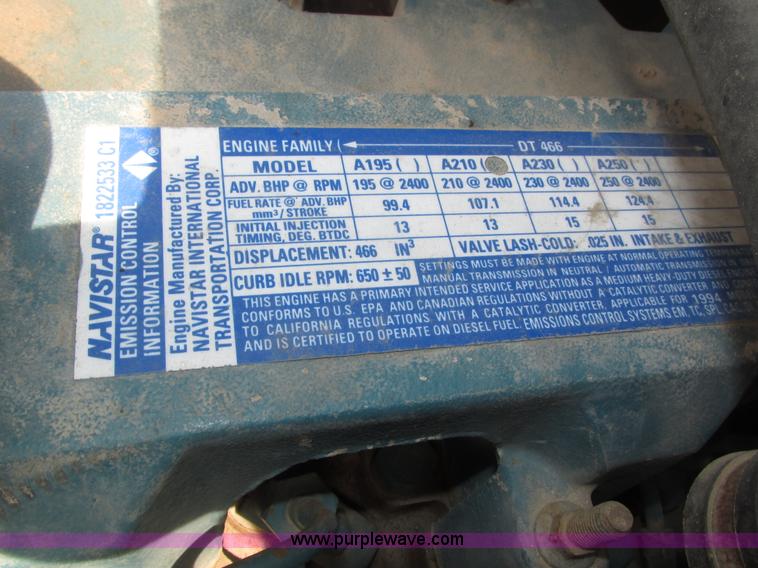 NAVISTAR® 1822533 C1
EMISSION CONTROL
INFORMATION
®
Engine Manufactured By:
NAVISTAR INTERNATIONAL
TRANSPORTATION CORP.
ENGINE FAMILY ( DT 466
MODEL A195 ( ) A210 ( A230 ( ) A250 ( )
ADV. BHP @ RPM 195 @ 2400 210 @ 2400 230 @ 2400 250 @ 2400
FUEL RATE @ ADV. BHP
mm³/ STROKE 99.4 107.1 114.4 124.4
INITIAL INJECTION
TIMING, DEG. BTDC 13 13 15 15
DISPLACEMENT: 466 IN³ VALVE LASH-COLD: .025 IN. INTAKE & EXHAUST
CURB IDLE RPM: 650 ± 50
SETTINGS MUST BE MADE WITH ENGINE AT NORMAL OPERATING
MANUAL TRANSMISSION IN NEUTRAL / AUTOMATIC
THIS ENGINE HAS A PRIMARY INTENDED SERVICE APPLICATION AS A MEDIUM HEAVY DUTY DIESEL
CONFORMS TO U.S. EPA AND CANADIAN REGULATIONS WITHOUT A CATALYTIC CONVERTER AND
TO CALIFORNIA REGULATIONS WITH A CATALYTIC CONVERTER, APPLICABLE FOR 1994
AND IS CERTIFIED TO OPERATE ON DIESEL FUEL. EMISSIONS CONTROL SYSTEMS EM, TC, SPL,
www.purplewave.com